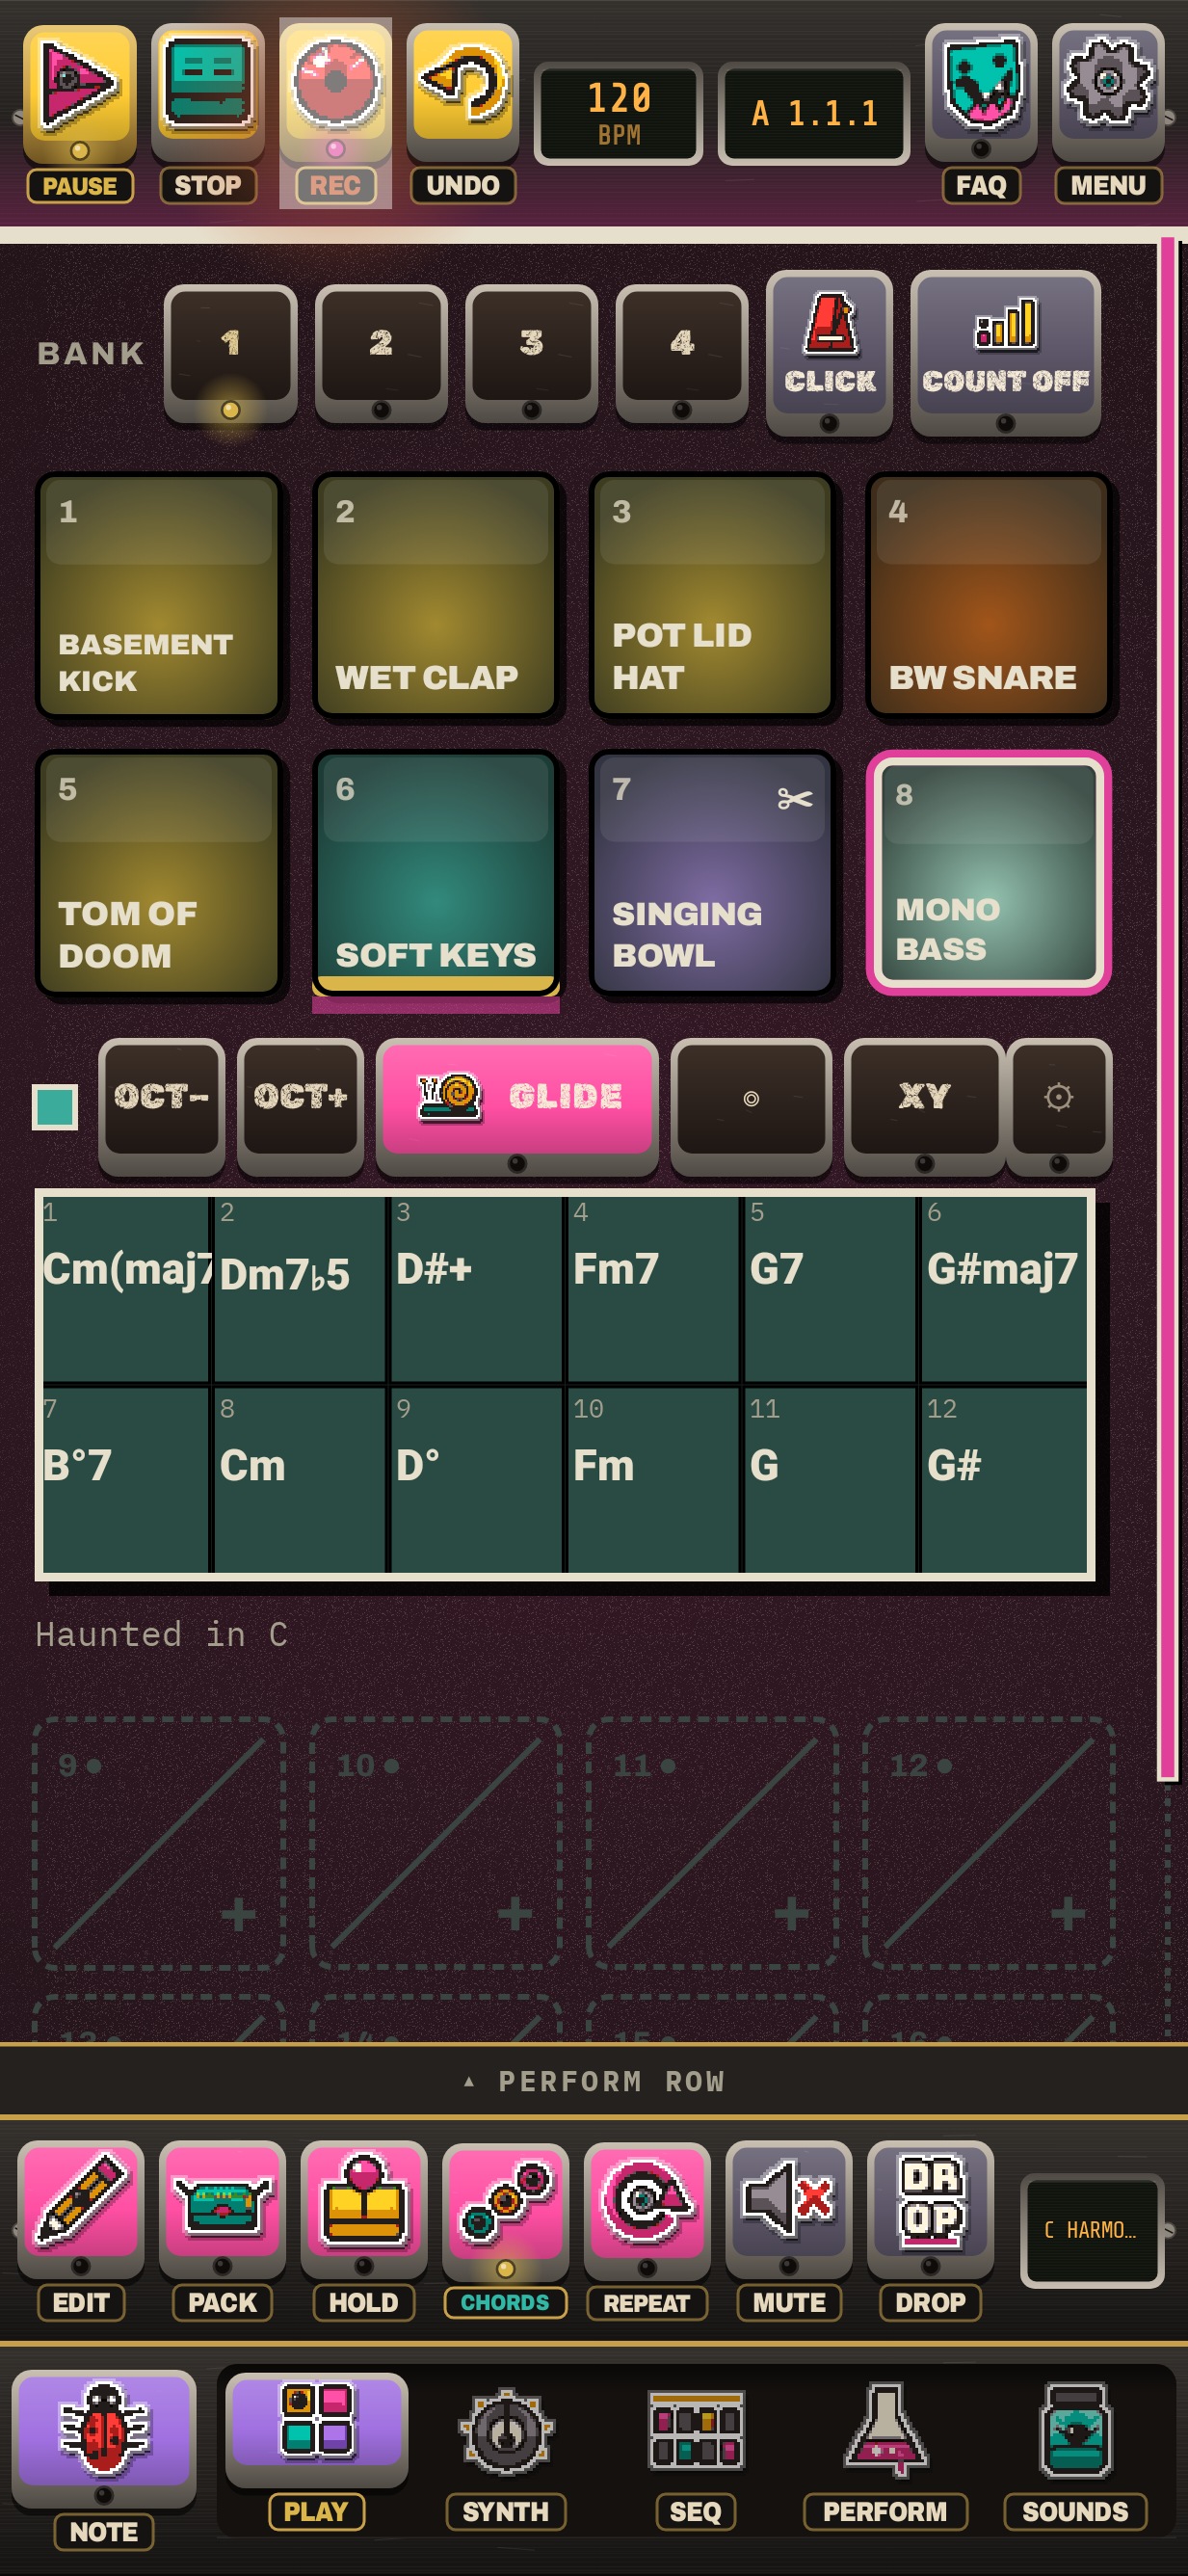 120
BPM
A 1.1.1
PAUSE
STOP
REC
UNDO
FAQ
MENU
BANK
1
2
3
4
CLICK
COUNT OFF
1
BASEMENT
KICK
2
WET CLAP
3
POT LID
HAT
4
BW SNARE
5
TOM OF
DOOM
6
SOFT KEYS
7
SINGING
BOWL
8
MONO
BASS
OCT-
OCT+
GLIDE
XY
1
Cm(maj7
2
Dm7♭5
3
D#+
4
Fm7
5
G7
6
G#maj7
7
B°7
8
Cm
9
D°
10
Fm
11
G
12
G#
Haunted in C
9
10
11
12
13
14
15
16
▲ PERFORM ROW
DR
OP
C HARMO…
EDIT
PACK
HOLD
CHORDS
REPEAT
MUTE
DROP
NOTE
PLAY
SYNTH
SEQ
PERFORM
SOUNDS